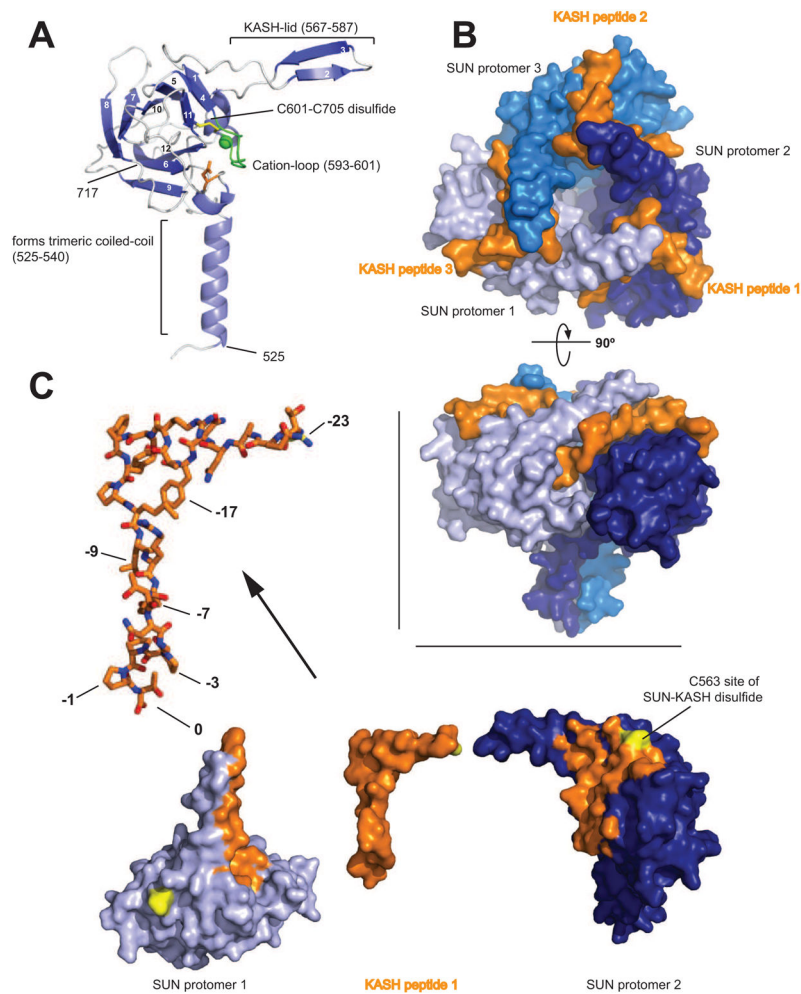 A
KASH-lid (567-587)
3
2
1
5
4
7
8
10
11
12
6
9
C601-C705 disulfide
Cation-loop (593-601)
717
forms trimeric coiled-coil
(525-540)
525
B
KASH peptide 2
SUN protomer 3
SUN protomer 2
KASH peptide 3
KASH peptide 1
SUN protomer 1
90º
C
-23
-17
-9
-7
-3
-1
0
C563 site of
SUN-KASH disulfide
SUN protomer 1
KASH peptide 1
SUN protomer 2